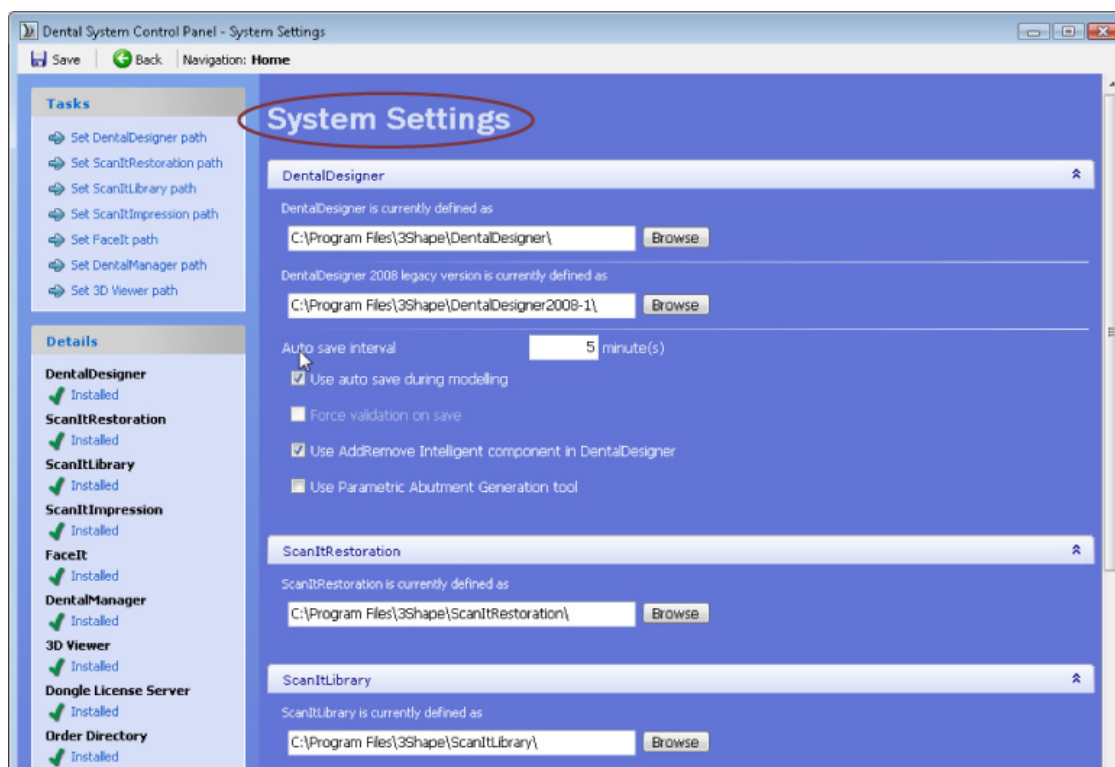 Dental System Control Panel - System Settings
Save Back Navigation: Home
Tasks
Set DentalDesigner path
Set ScanItRestoration path
Set ScanItLibrary path
Set ScanItImpression path
Set FaceIt path
Set DentalManager path
Set 3D Viewer path
Details
DentalDesigner
Installed
ScanItRestoration
Installed
ScanItLibrary
Installed
ScanItImpression
Installed
FaceIt
Installed
DentalManager
Installed
3D Viewer
Installed
Dongle License Server
Installed
Order Directory
Installed
System Settings
DentalDesigner
DentalDesigner is currently defined as
C:\Program Files\3Shape\DentalDesigner\ Browse
DentalDesigner 2008 legacy version is currently defined as
C:\Program Files\3Shape\DentalDesigner2008-1\ Browse
Auto save interval 5 minute(s)
Use auto save during modelling
Force validation on save
Use AddRemove Intelligent component in DentalDesigner
Use Parametric Abutment Generation tool
ScanItRestoration
ScanItRestoration is currently defined as
C:\Program Files\3Shape\ScanItRestoration\ Browse
ScanItLibrary
ScanItLibrary is currently defined as
C:\Program Files\3Shape\ScanItLibrary\ Browse